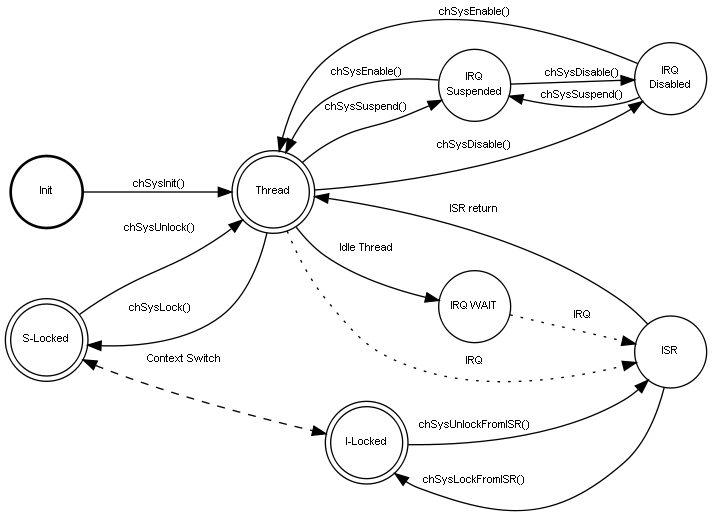 chSysEnable()
chSysEnable()
IRQ
Suspended
chSysDisable()
IRQ
Disabled
chSysSuspend()
chSysSuspend()
chSysDisable()
Init
chSysInit()
Thread
ISR return
chSysUnlock()
Idle Thread
chSysLock()
IRQ WAIT
IRQ
S-Locked
Context Switch
IRQ
ISR
I-Locked
chSysUnlockFromISR()
chSysLockFromISR()